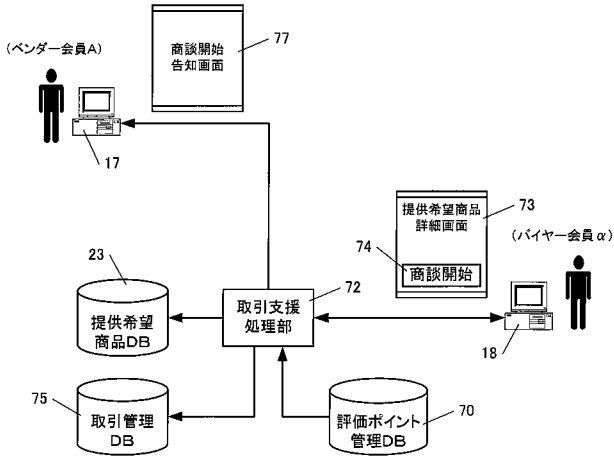 (ベンダー会員A)
商談開始
告知画面
77
17
提供希望商品
詳細画面
73
74
商談開始
(バイヤー会員α)
18
23
提供希望
商品DB
取引支援
処理部
72
75
取引管理
DB
評価ポイント
管理DB
70